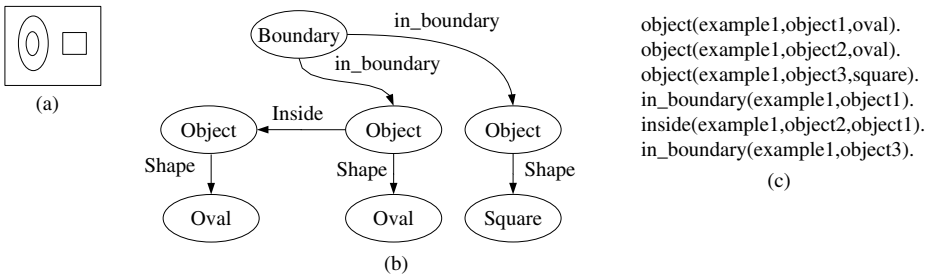 (a)
Boundary
in_boundary
in_boundary
Object
Inside
Object
Object
Shape
Shape
Shape
Oval
Oval
Square
(b)
object(example1,object1,oval).
object(example1,object2,oval).
object(example1,object3,square).
in_boundary(example1,object1).
inside(example1,object2,object1).
in_boundary(example1,object3).
(c)